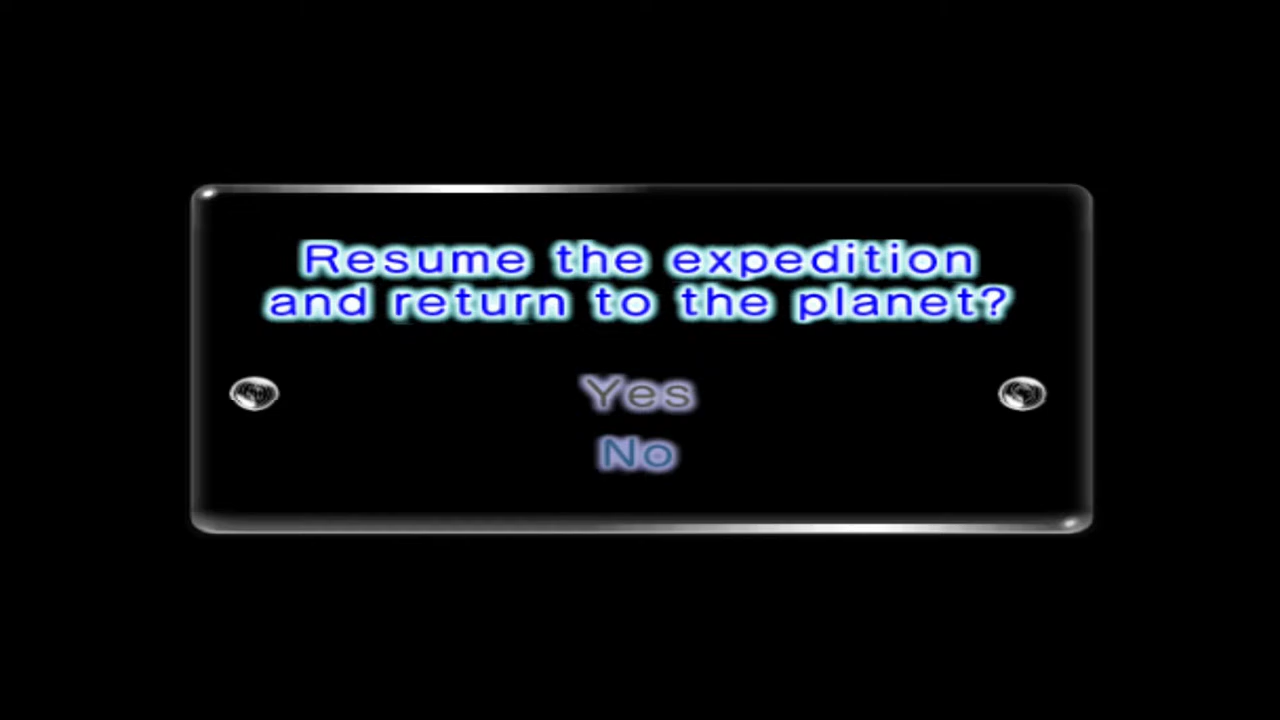 Resume the expedition
and return to the planet?
Yes
No